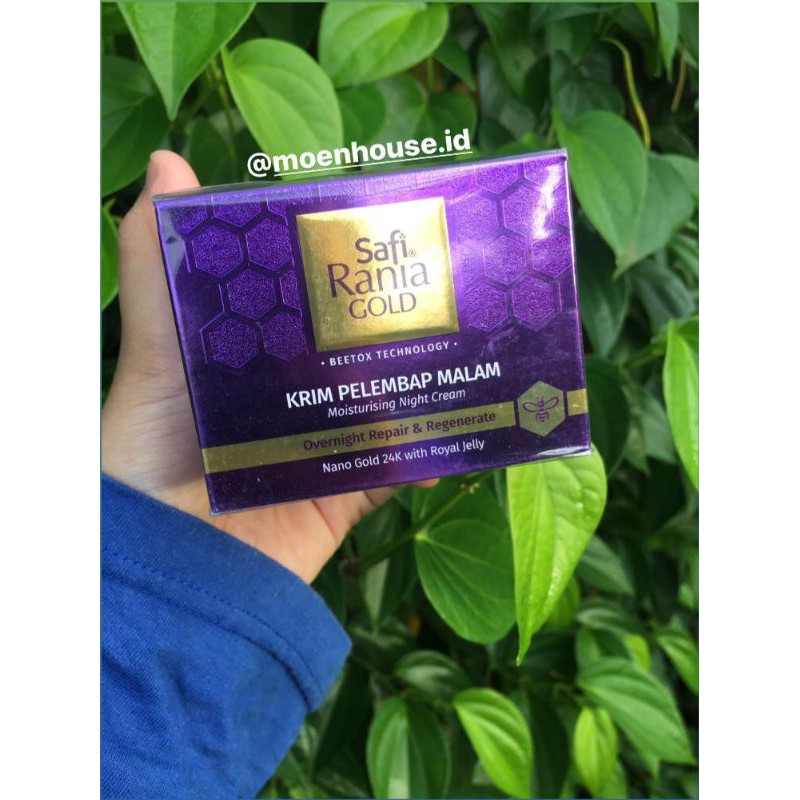 @moenhouse.id
Safi®
Rania
GOLD
• BEETOX TECHNOLOGY •
KRIM PELEMBAP MALAM
Moisturising Night Cream
Overnight Repair & Regenerate
Nano Gold 24K with Royal Jelly